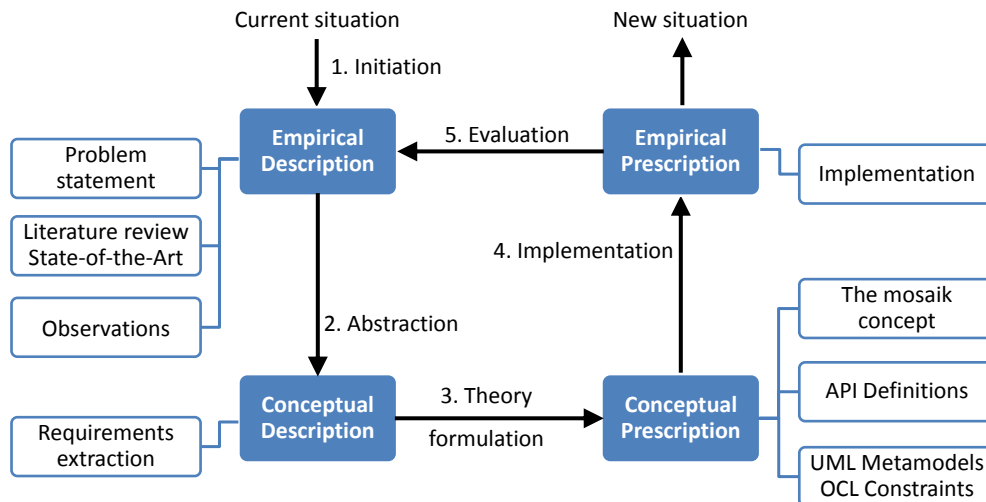 Current situation
New situation
1. Initiation
Empirical
Description
5. Evaluation
Empirical
Prescription
Problem
statement
Implementation
Literature review
State-of-the-Art
4. Implementation
The mosaik
concept
Observations
2. Abstraction
API Definitions
Conceptual
Description
3. Theory
formulation
Conceptual
Prescription
Requirements
extraction
UML Metamodels
OCL Constraints